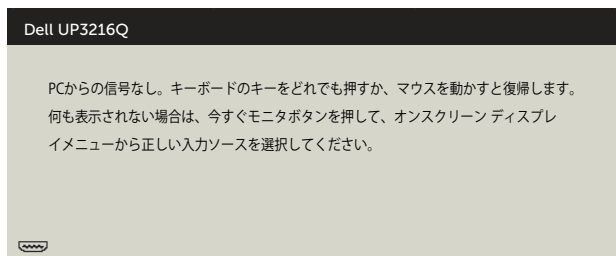 Dell UP3216Q
PCからの信号なし。キーボードのキーをどれでも押すか、マウスを動かすと復帰します。
何も表示されない場合は、今すぐモニタボタンを押して、オンスクリーン ディスプレ
イメニューから正しい入力ソースを選択してください。